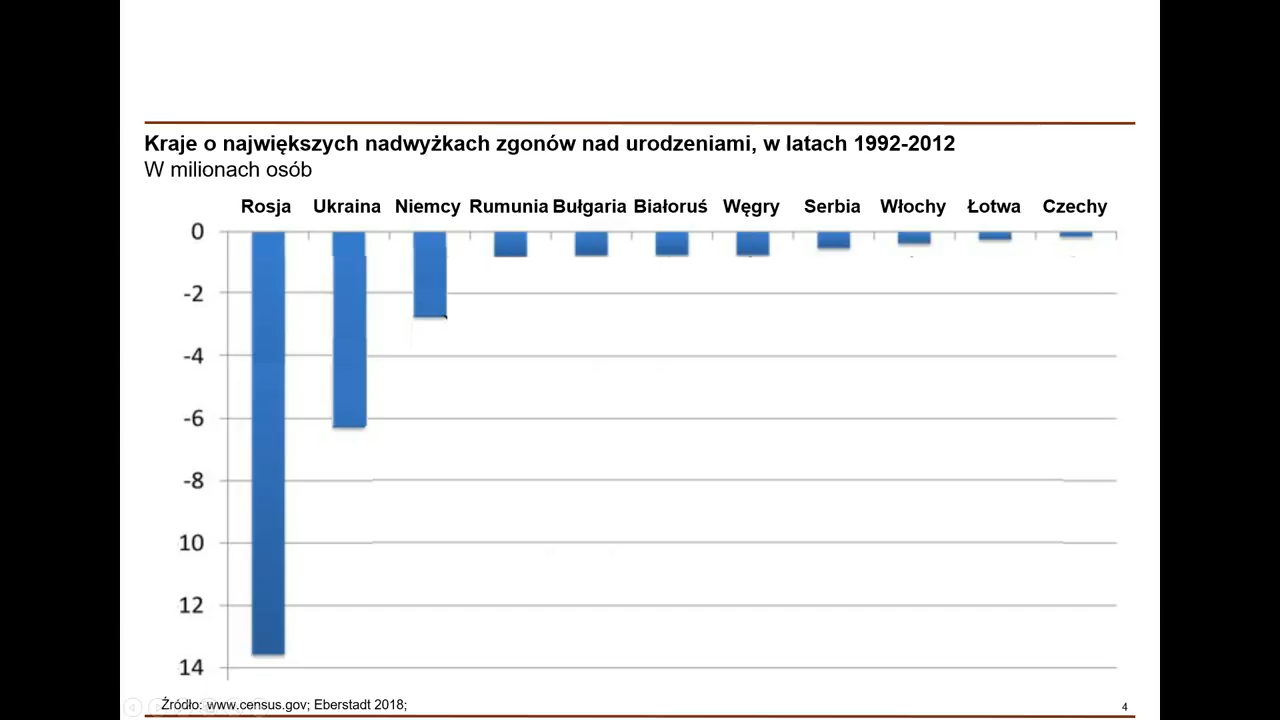 Kraje o największych nadwyżkach zgonów nad urodzeniami, w latach 1992-2012
W milionach osób
Rosja Ukraina Niemcy Rumunia Bułgaria Białoruś Węgry Serbia Włochy Łotwa Czechy
0
-2
-4
-6
-8
10
12
14
Źródło: www.census.gov; Eberstadt 2018;
4